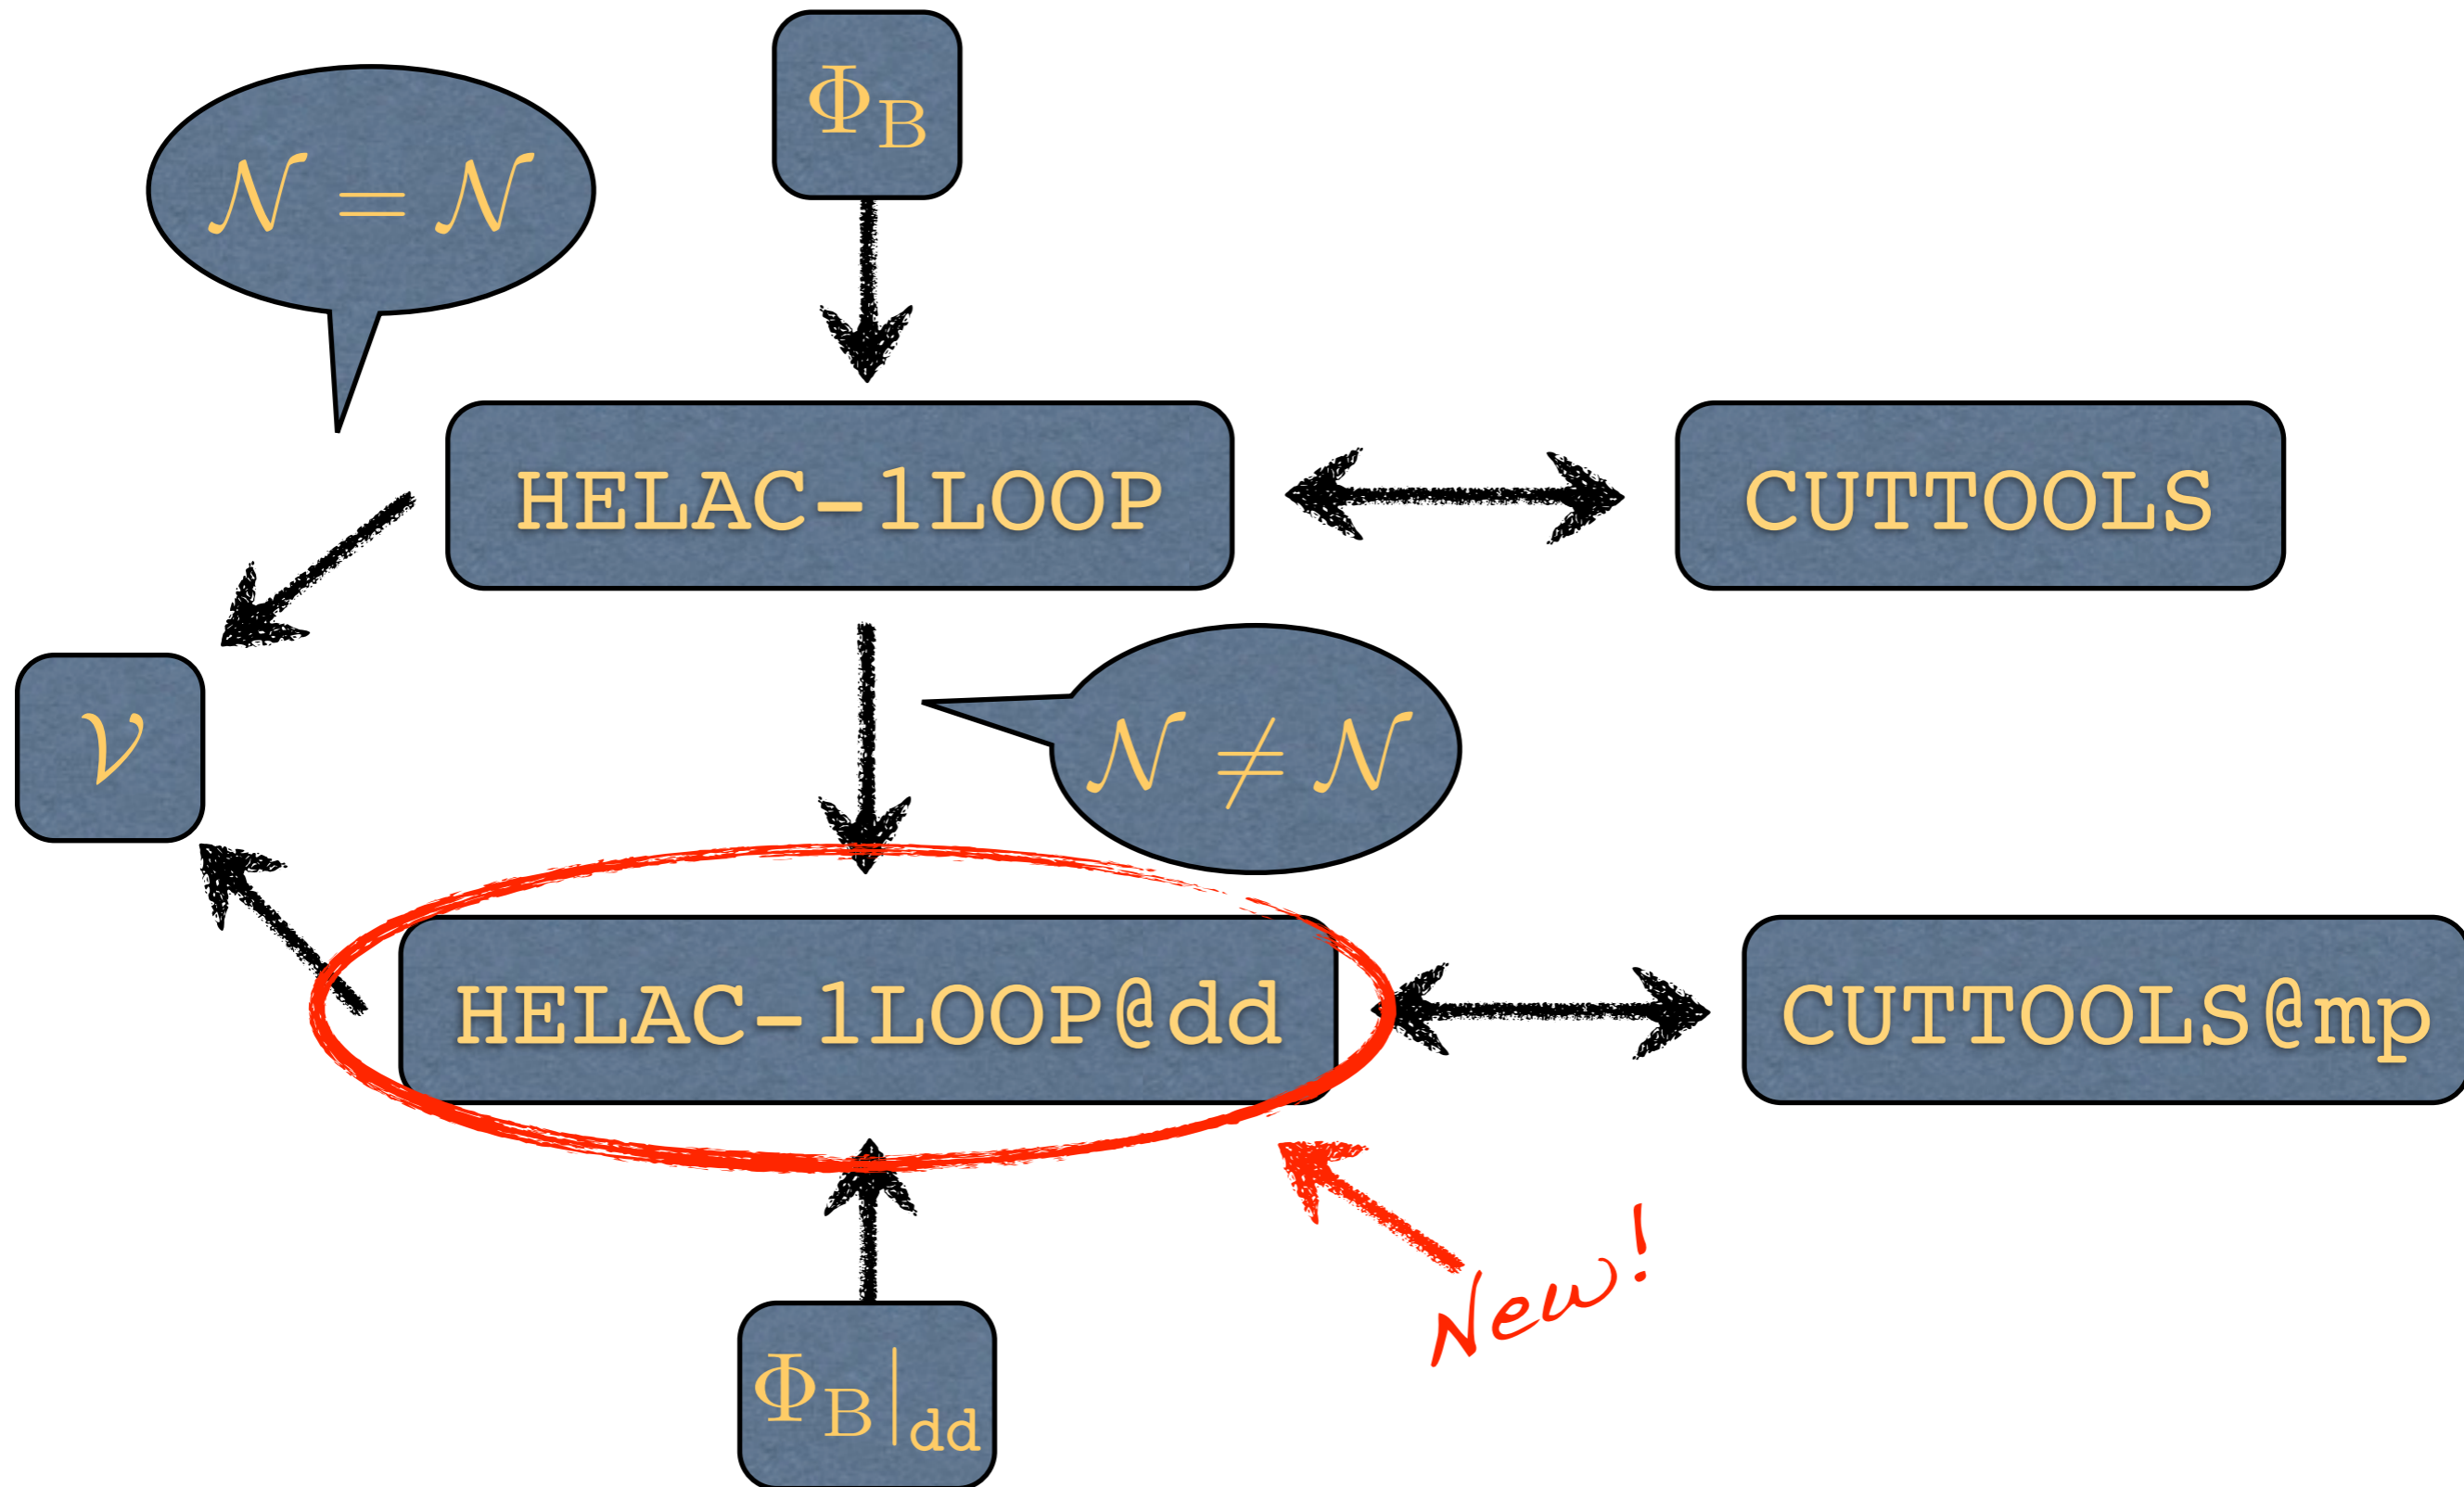 Φ_B
𝒩 = 𝒩
HELAC-1LOOP
CUTTOOLS
𝒱
𝒩 ≠ 𝒩
HELAC-1LOOP@dd
CUTTOOLS@mp
New!
Φ_B|_dd